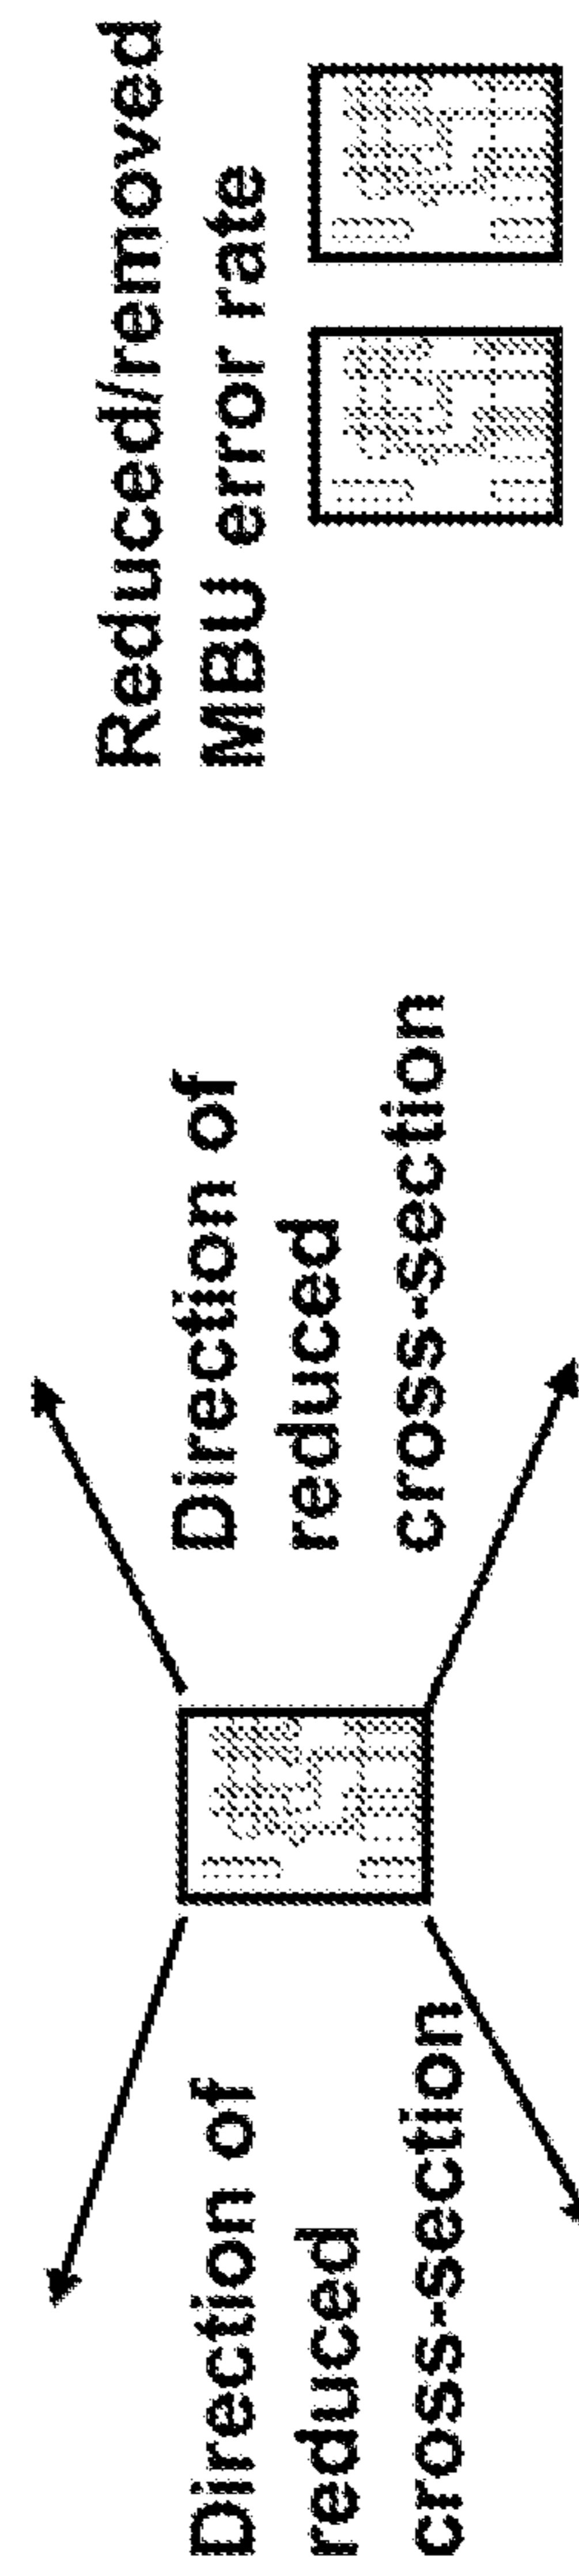 Direction of
reduced
cross-section
Direction of
reduced
cross-section
Reduced/removed
MBU error rate